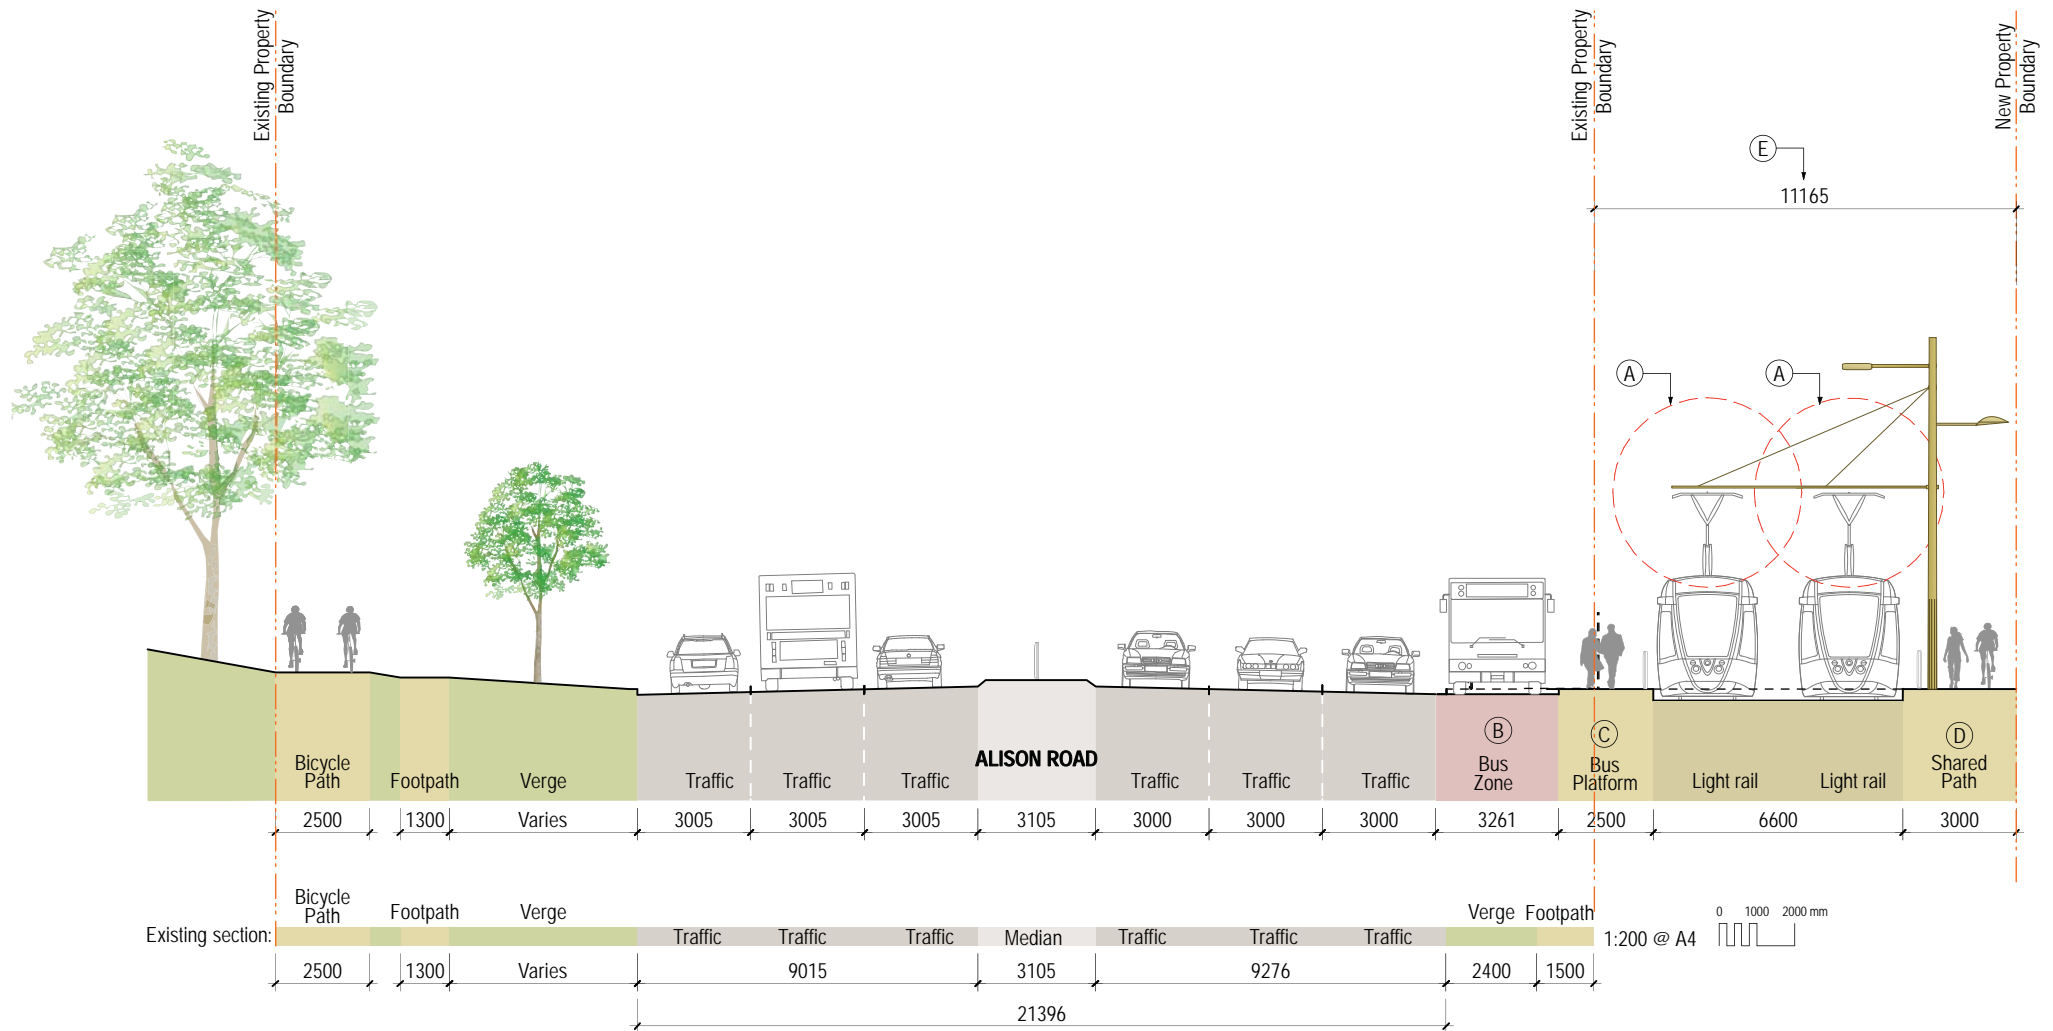 Existing Property
Boundary
Existing Property
Boundary
New Property
Boundary
E
11165
A
A
B
C
D
Bicycle
Path
Footpath
Verge
Traffic
Traffic
Traffic
ALISON ROAD
Traffic
Traffic
Traffic
Bus
Zone
Bus
Platform
Light rail
Light rail
Shared
Path
2500
1300
Varies
3005
3005
3005
3105
3000
3000
3000
3261
2500
6600
3000
Bicycle
Path
Footpath
Verge
Verge
Footpath
Existing section:
Traffic
Traffic
Traffic
Median
Traffic
Traffic
Traffic
1:200 @ A4
0 1000 2000 mm
2500
1300
Varies
9015
3105
9276
2400
1500
21396